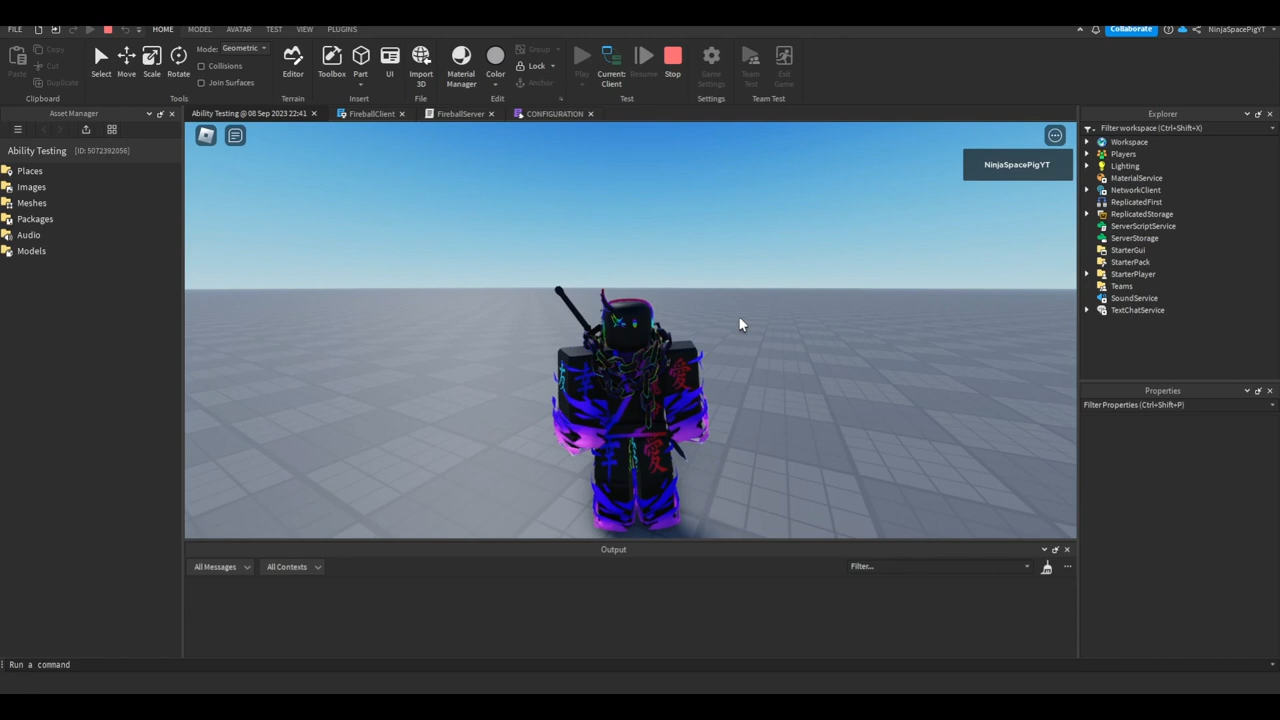 FILE HOME MODEL AVATAR TEST VIEW PLUGINS Collaborate NinjaSpacePigYT
Paste Copy Cut Duplicate Clipboard
Select Move Scale Rotate Mode: Geometric Collisions Join Surfaces Tools
Editor Terrain
Toolbox Part UI Insert
Import 3D File
Material Manager Color Group Lock Anchor Edit
Play Current: Client Resume Stop Test
Game Settings Settings
Team Test Exit Game Team Test
Asset Manager
Ability Testing [ID: 5072392056]
Places
Images
Meshes
Packages
Audio
Models
Ability Testing @ 08 Sep 2023 22:41 FireballClient FireballServer CONFIGURATION
NinjaSpacePigYT
幸 愛
愛
Explorer
Filter workspace (Ctrl+Shift+X)
Workspace
Players
Lighting
MaterialService
NetworkClient
ReplicatedFirst
ReplicatedStorage
ServerScriptService
ServerStorage
StarterGui
StarterPack
StarterPlayer
Teams
SoundService
TextChatService
Properties
Filter Properties (Ctrl+Shift+P)
Output
All Messages All Contexts Filter...
Run a command